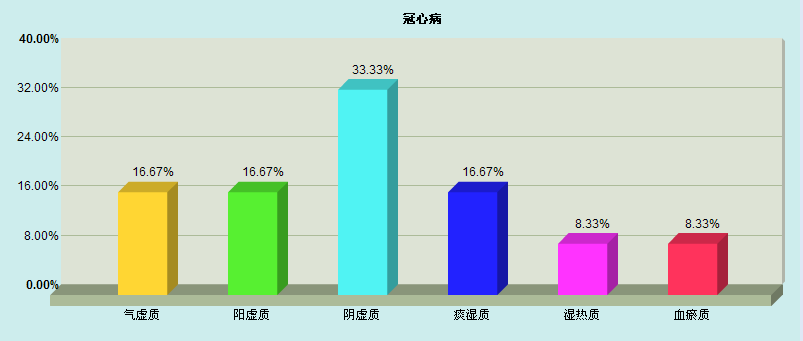 冠心病
40.00%
32.00%
24.00%
16.00%
8.00%
0.00%
16.67%
16.67%
33.33%
16.67%
8.33%
8.33%
气虚质
阳虚质
阴虚质
痰湿质
湿热质
血瘀质